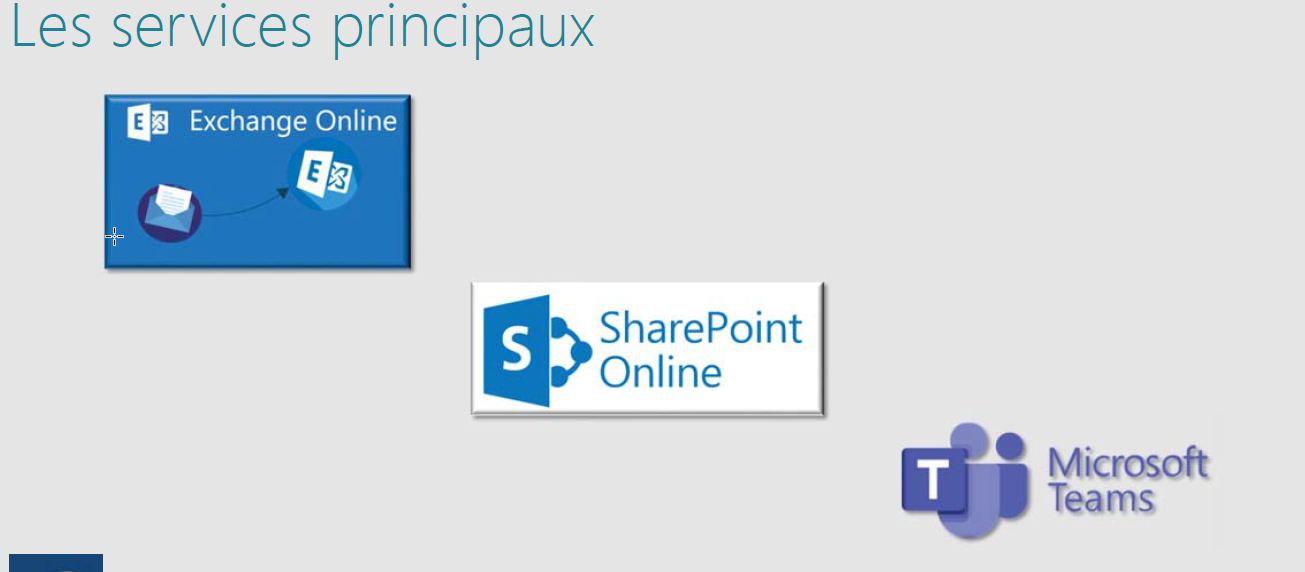 Les services principaux
E Exchange Online
E
S SharePoint
Online
T Microsoft
Teams